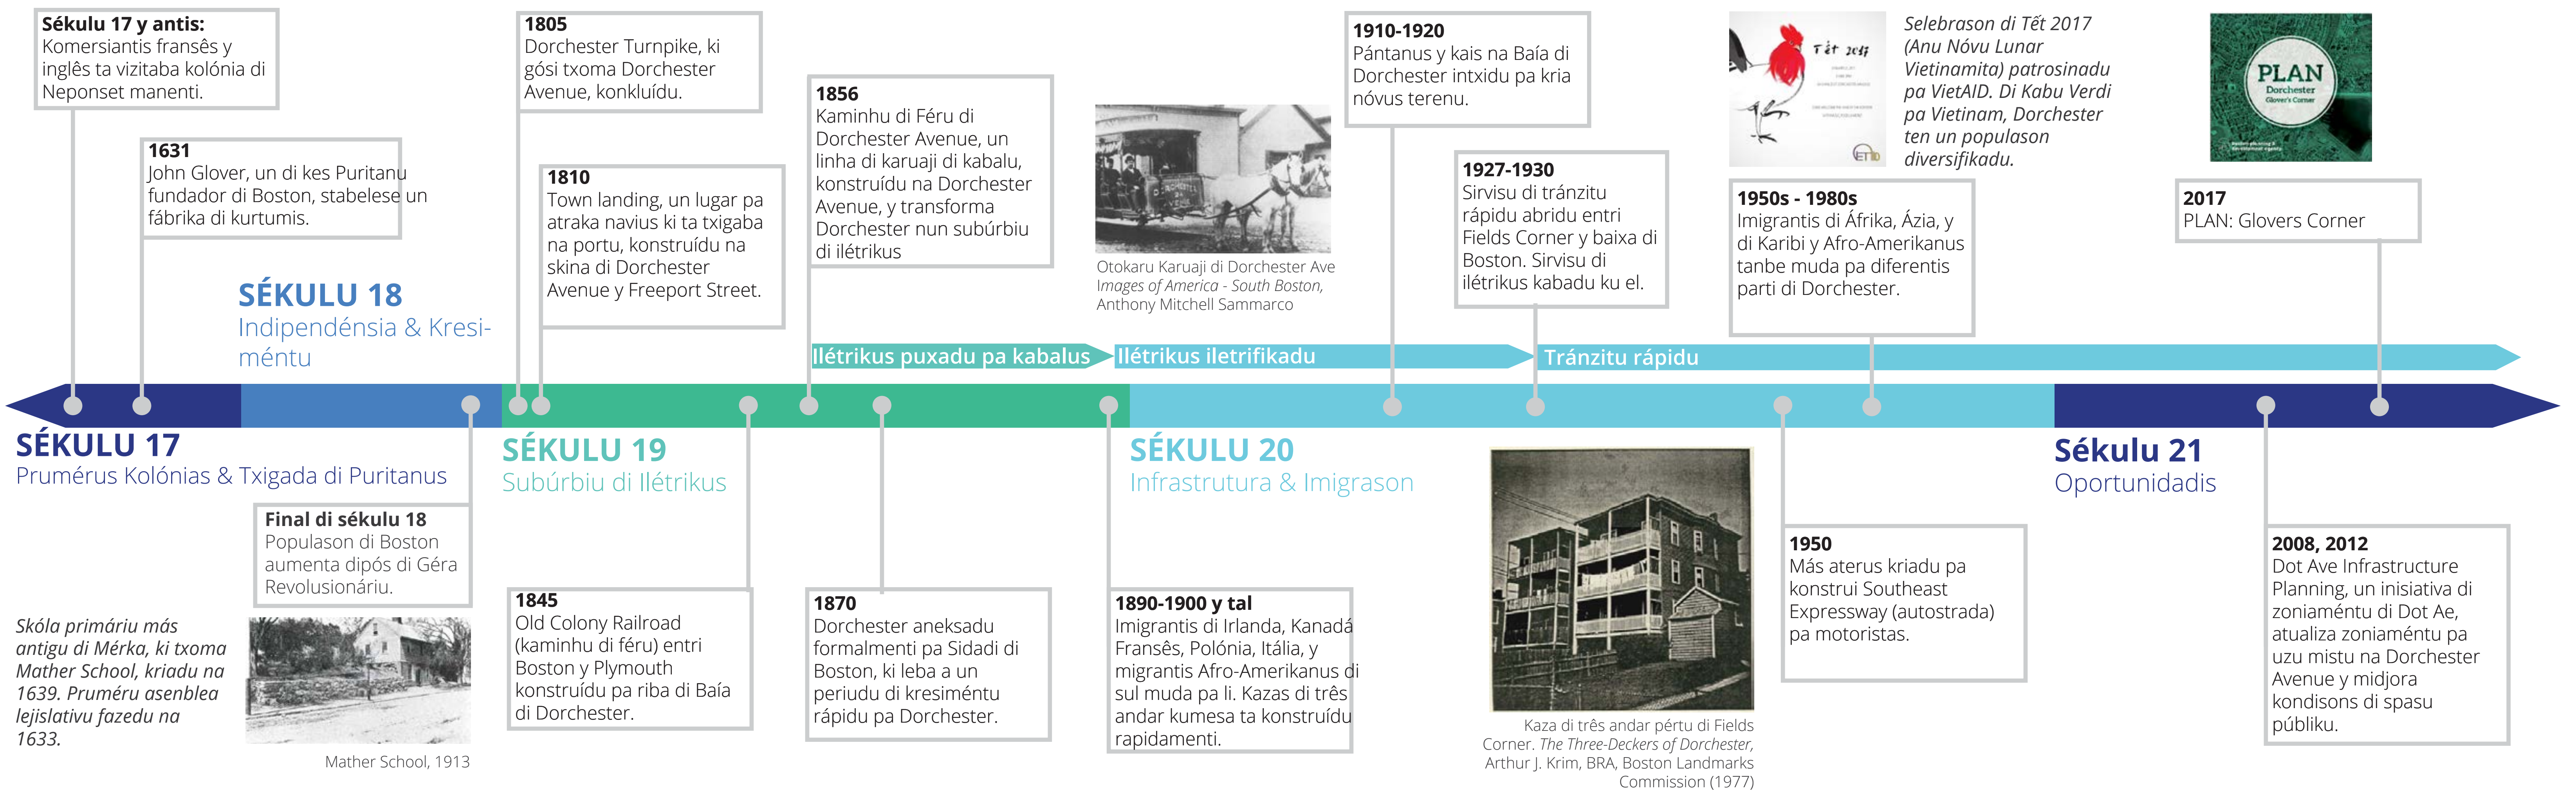 Sékulu 17 y antis:
Komersiantis fransês y
inglês ta vizitaba kolónia di
Neponset manenti.
1631
John Glover, un di kes Puritanu
fundador di Boston, stabelese un
fábrika di kurtumis.
SÉKULU 18
Indipendénsia & Kresi-
méntu
1805
Dorchester Turnpike, ki
gósi txoma Dorchester
Avenue, konkluídu.
1810
Town landing, un lugar pa
atraka navius ki ta txigaba
na portu, konstruídu na
skina di Dorchester
Avenue y Freeport Street.
1856
Kaminhu di Féru di
Dorchester Avenue, un
linha di karuaji di kabalu,
konstruídu na Dorchester
Avenue, y transforma
Dorchester nun subúrbiu
di ilétrikus
Otokaru Karuaji di Dorchester Ave
Images of America - South Boston,
Anthony Mitchell Sammarco
1910-1920
Pántanus y kais na Baía di
Dorchester intxidu pa kria
nóvus terenu.
1927-1930
Sirvisu di tránzitu
rápidu abridu entri
Fields Corner y baixa di
Boston. Sirvisu di
ilétrikus kabadu ku el.
Tét 2017
Selebrason di Tết 2017
(Anu Nóvu Lunar
Vietinamita) patrosinadu
pa VietAID. Di Kabu Verdi
pa Vietinam, Dorchester
ten un populason
diversifikadu.
1950s - 1980s
Imigrantis di Áfrika, Ázia, y
di Karibi y Afro-Amerikanus
tanbe muda pa diferentis
parti di Dorchester.
PLAN
Dorchester
Glover's Corner
2017
PLAN: Glovers Corner
Ilétrikus puxadu pa kabalus
Ilétrikus iletrifikadu
Tránzitu rápidu
SÉKULU 17
Prumérus Kolónias & Txigada di Puritanus
SÉKULU 19
Subúrbiu di Ilétrikus
SÉKULU 20
Infrastrutura & Imigrason
Sékulu 21
Oportunidadis
Final di sékulu 18
Populason di Boston
aumenta dipós di Géra
Revolusionáriu.
Skóla primáriu más
antigu di Mérka, ki txoma
Mather School, kriadu na
1639. Pruméru asenblea
lejislativu fazedu na
1633.
Mather School, 1913
1845
Old Colony Railroad
(kaminhu di féru) entri
Boston y Plymouth
konstruídu pa riba di Baía
di Dorchester.
1870
Dorchester aneksadu
formalmenti pa Sidadi di
Boston, ki leba a un
periudu di kresiméntu
rápidu pa Dorchester.
1890-1900 y tal
Imigrantis di Irlanda, Kanadá
Fransês, Polónia, Itália, y
migrantis Afro-Amerikanus di
sul muda pa li. Kazas di três
andar kumesa ta konstruídu
rapidamenti.
Kaza di três andar pértu di Fields
Corner. The Three-Deckers of Dorchester,
Arthur J. Krim, BRA, Boston Landmarks
Commission (1977)
1950
Más aterus kriadu pa
konstrui Southeast
Expressway (autostrada)
pa motoristas.
2008, 2012
Dot Ave Infrastructure
Planning, un inisiativa di
zoniaméntu di Dot Ae,
atualiza zoniaméntu pa
uzu mistu na Dorchester
Avenue y midjora
kondisons di spasu
públiku.